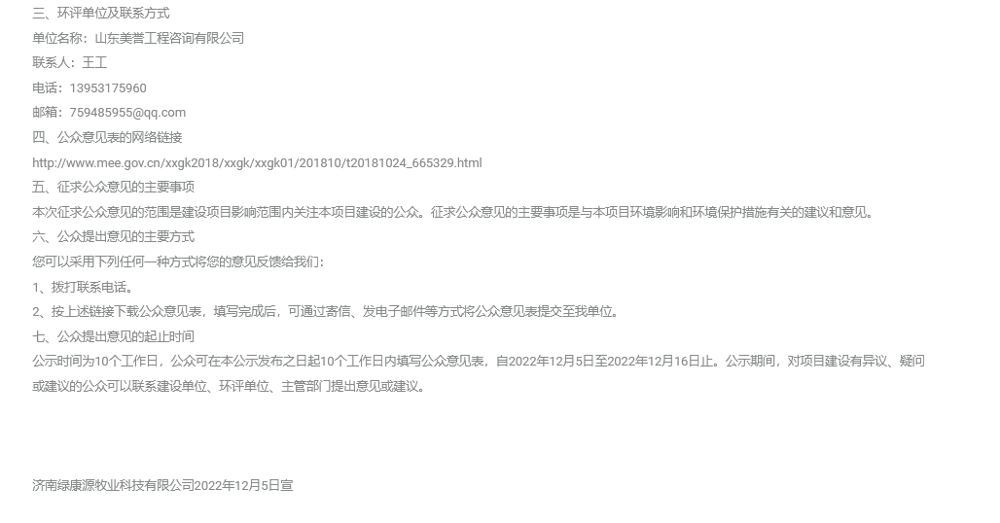 三、环评单位及联系方式
单位名称：山东美誉工程咨询有限公司
联系人：王工
电话：13953175960
邮箱：759485955@qq.com
四、公众意见表的网络链接
http://www.mee.gov.cn/xxgk2018/xxgk/xxgk01/201810/t20181024_665329.html
五、征求公众意见的主要事项
本次征求公众意见的范围是建设项目影响范围内关注本项目建设的公众。征求公众意见的主要事项是与本项目环境影响和环境保护措施有关的建议和意见。
六、公众提出意见的主要方式
您可以采用下列任何一种方式将您的意见反馈给我们：
1、拨打联系电话。
2、按上述链接下载公众意见表，填写完成后，可通过寄信、发电子邮件等方式将公众意见表提交至我单位。
七、公众提出意见的起止时间
公示时间为10个工作日，公众可在本公示发布之日起10个工作日内填写公众意见表，自2022年12月5日至2022年12月16日止。公示期间，对项目建设有异议、疑问
或建议的公众可以联系建设单位、环评单位、主管部门提出意见或建议。
济南绿康源牧业科技有限公司2022年12月5日宣